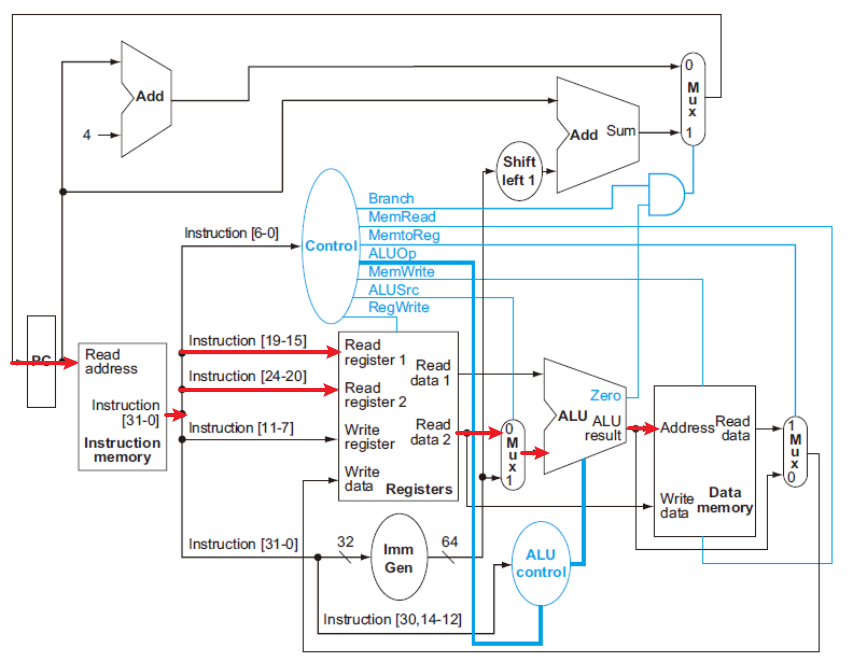 0
M
u
x
1
Add
4
Add Sum
Shift
left 1
Branch
MemRead
MemtoReg
ALUOp
MemWrite
ALUSrc
RegWrite
Control
Instruction [6-0]
PC
Read
address
Instruction
[31-0]
Instruction
memory
Instruction [19-15]
Instruction [24-20]
Instruction [11-7]
Instruction [31-0]
Instruction [30,14-12]
Read
register 1
Read
register 2
Write
register
Write
data
Read
data 1
Read
data 2
Registers
32
Imm
Gen
64
0
M
u
x
1
Zero
ALU
ALU
result
ALU
control
Address
Read
data
Write
data
Data
memory
1
M
u
x
0